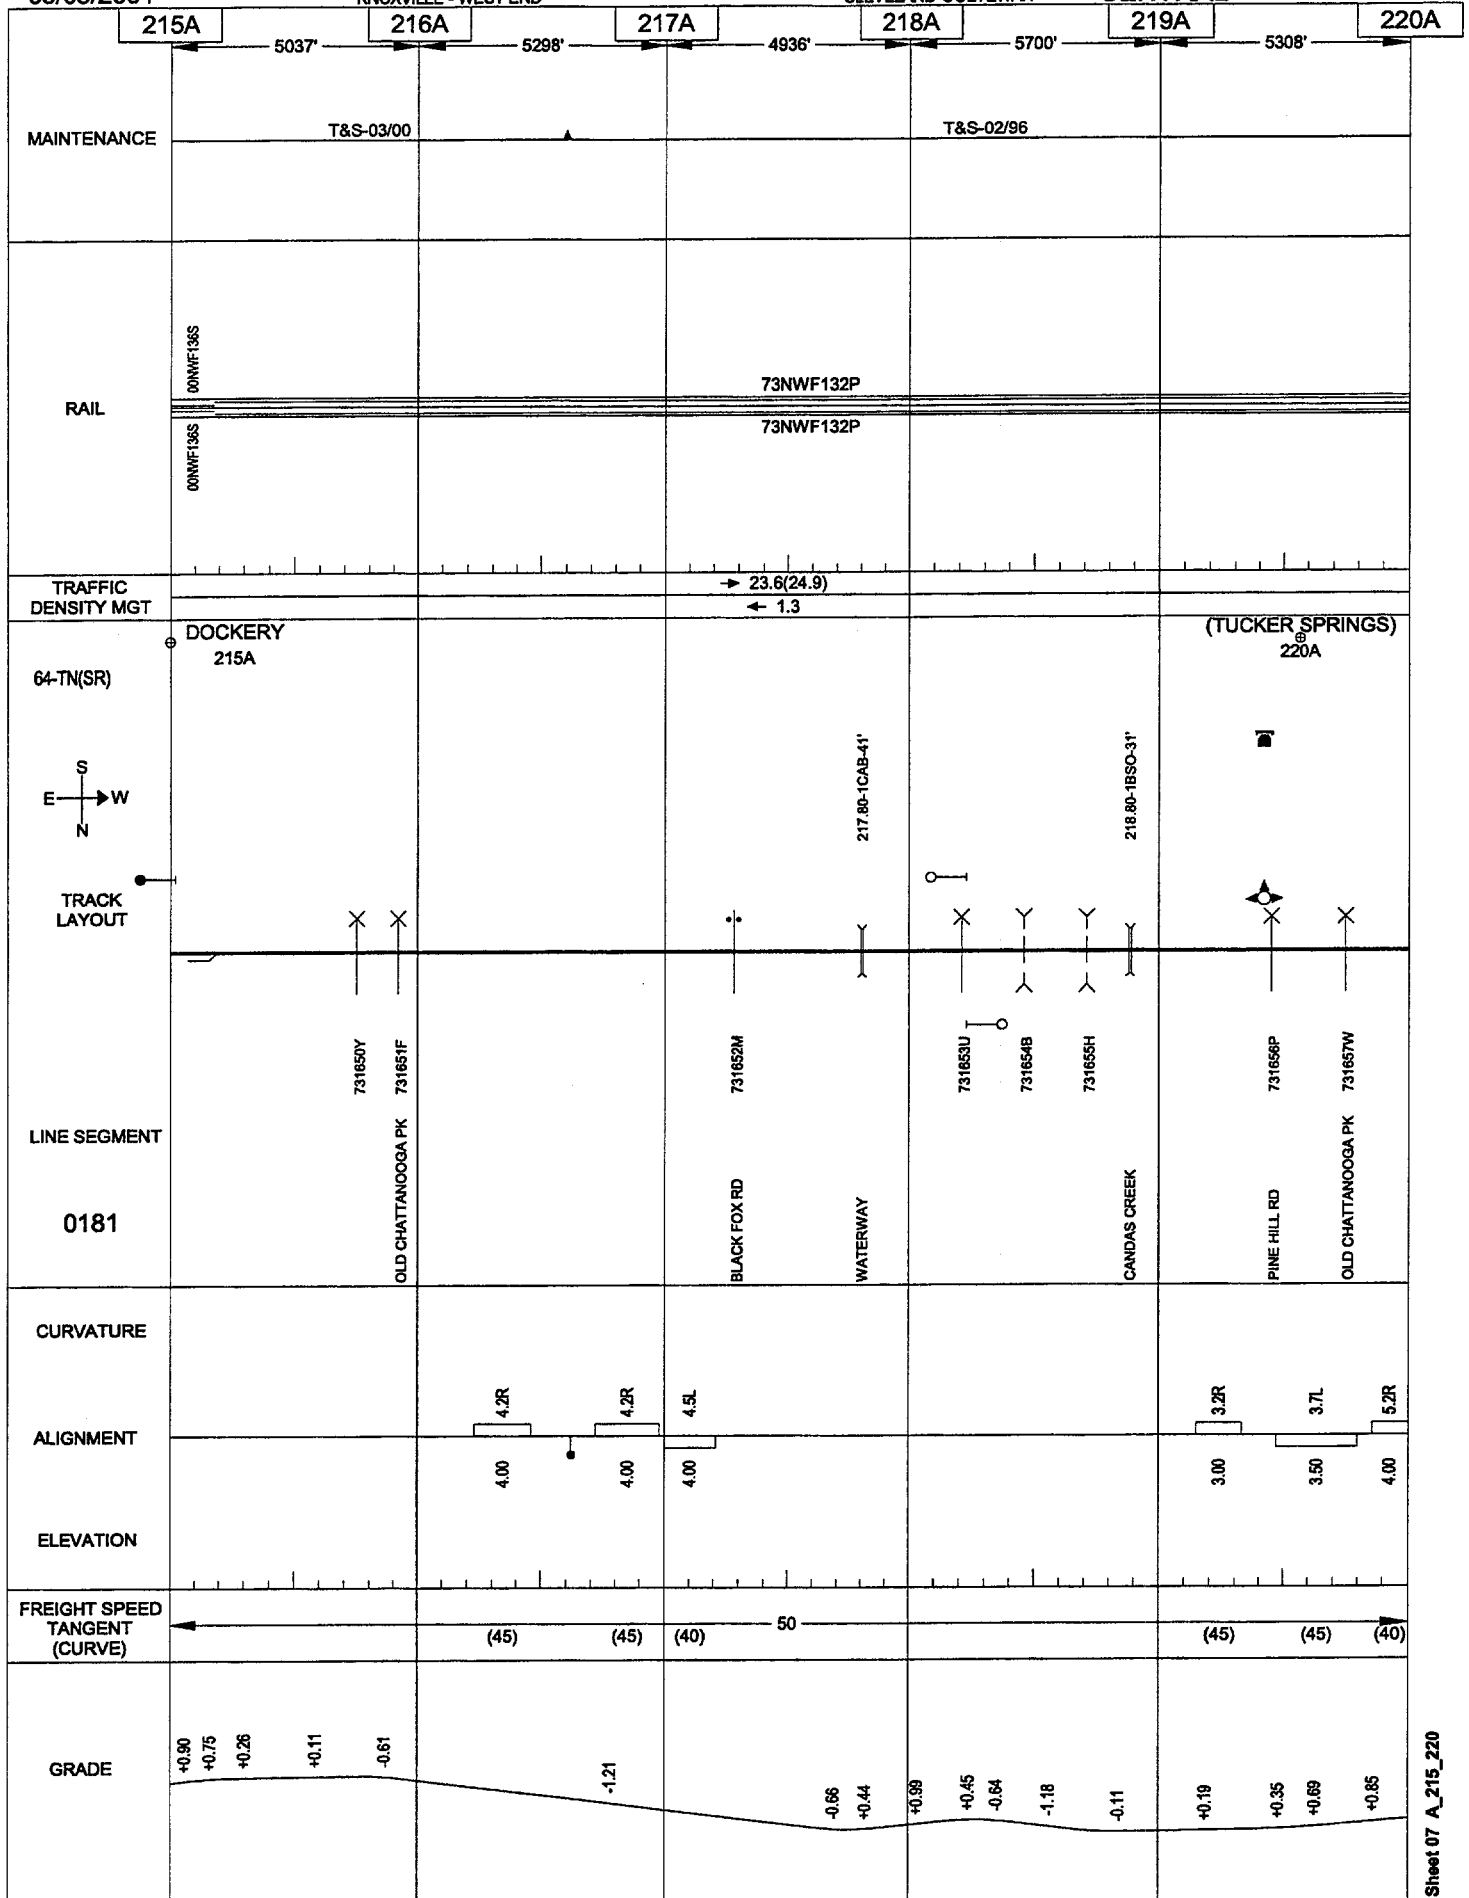 215A 216A 217A 218A 219A 220A
5037' 5298' 4936' 5700' 5308'
MAINTENANCE
T&S-03/00 T&S-02/96
RAIL
00NWF136S
00NWF136S
73NWF132P
73NWF132P
TRAFFIC
DENSITY MGT
23.6(24.9)
1.3
DOCKERY
215A
(TUCKER SPRINGS)
220A
64-TN(SR)
S
E W
N
217.80-1CAB-41'
218.80-1BSO-31'
TRACK
LAYOUT
731650Y
731651F
731652M
731653U
731654B
731655H
731656P
731657W
LINE SEGMENT
0181
OLD CHATTANOOGA PK
BLACK FOX RD
WATERWAY
CANDAS CREEK
PINE HILL RD
OLD CHATTANOOGA PK
CURVATURE
4.2R 4.2R 4.5L 3.2R 3.7L 5.2R
ALIGNMENT
4.00 4.00 4.00 3.00 3.50 4.00
ELEVATION
FREIGHT SPEED
TANGENT
(CURVE)
50
(45) (45) (40) (45) (45) (40)
GRADE
+0.90 +0.75 +0.26 +0.11 -0.61 -1.21 -0.66 +0.44 +0.99 +0.45 -0.64 -1.18 -0.11 +0.19 +0.35 +0.69 +0.85
Sheet 07 A_215_220